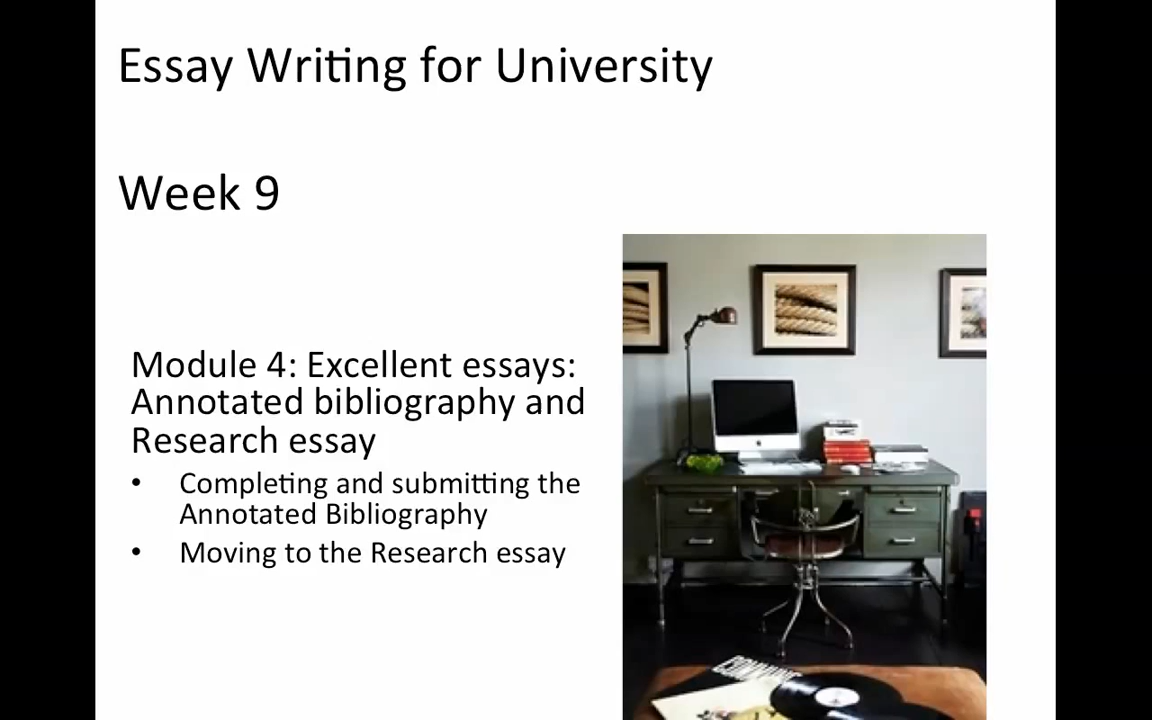 Essay Writing for University
Week 9
Module 4: Excellent essays:
Annotated bibliography and
Research essay
• Completing and submitting the
Annotated Bibliography
• Moving to the Research essay